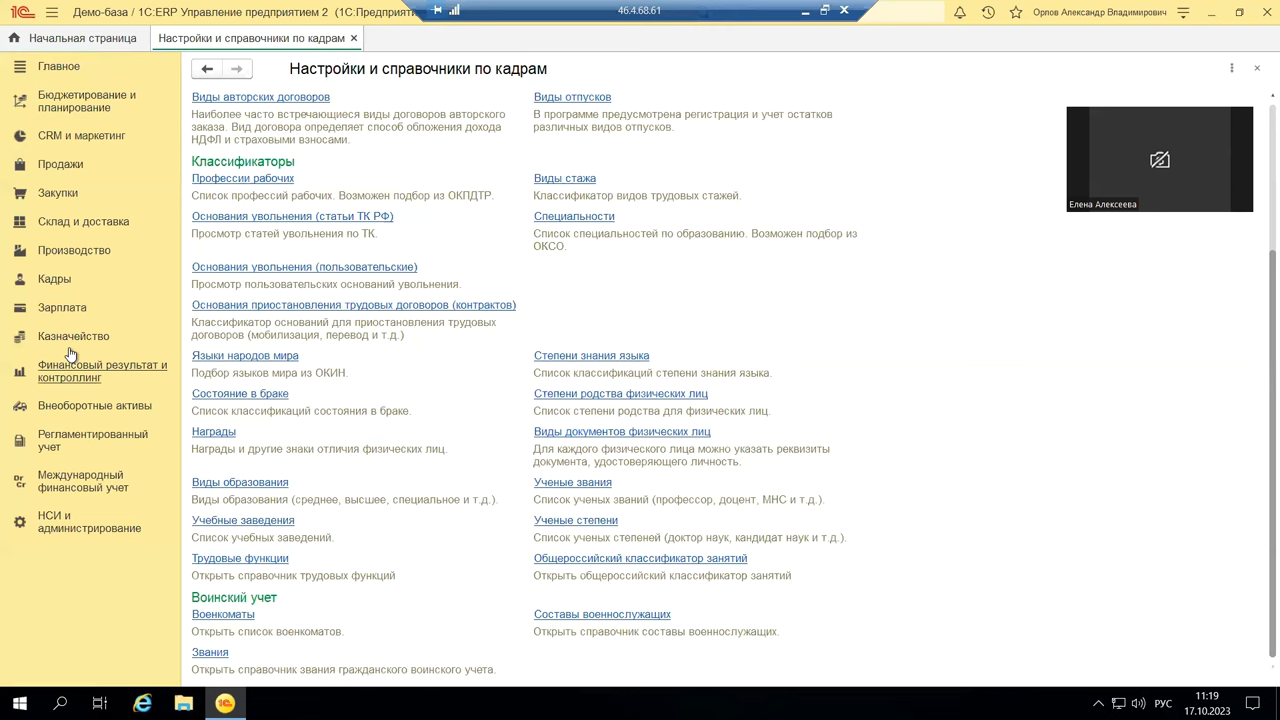 Демо-база / 1С:ERP Управление предприятием 2 (1С:Предприяти
46.4.68.61
Орлов Александр Владимирович
Начальная страница
Настройки и справочники по кадрам ×
Главное
Бюджетирование и
планирование
CRM и маркетинг
Продажи
Закупки
Склад и доставка
Производство
Кадры
Зарплата
Казначейство
Финансовый результат и
контроллинг
Внеоборотные активы
Регламентированный
учет
Dr
Cr
Международный
финансовый учет
НСИ и
администрирование
Настройки и справочники по кадрам
Виды авторских договоров
Наиболее часто встречающиеся виды договоров авторского
заказа. Вид договора определяет способ обложения дохода
НДФЛ и страховыми взносами.
Виды отпусков
В программе предусмотрена регистрация и учет остатков
различных видов отпусков.
Классификаторы
Профессии рабочих
Список профессий рабочих. Возможен подбор из ОКПДТР.
Виды стажа
Классификатор видов трудовых стажей.
Основания увольнения (статьи ТК РФ)
Просмотр статей увольнения по ТК.
Специальности
Список специальностей по образованию. Возможен подбор из
ОКСО.
Основания увольнения (пользовательские)
Просмотр пользовательских оснований увольнения.
Основания приостановления трудовых договоров (контрактов)
Классификатор оснований для приостановления трудовых
договоров (мобилизация, перевод и т.д.)
Языки народов мира
Подбор языков мира из ОКИН.
Степени знания языка
Список классификаций степени знания языка.
Состояние в браке
Список классификаций состояния в браке.
Степени родства физических лиц
Список степени родства для физических лиц.
Награды
Награды и другие знаки отличия физических лиц.
Виды документов физических лиц
Для каждого физического лица можно указать реквизиты
документа, удостоверяющего личность.
Виды образования
Виды образования (среднее, высшее, специальное и т.д.).
Ученые звания
Список ученых званий (профессор, доцент, МНС и т.д.).
Учебные заведения
Список учебных заведений.
Ученые степени
Список ученых степеней (доктор наук, кандидат наук и т.д.).
Трудовые функции
Открыть справочник трудовых функций
Общероссийский классификатор занятий
Открыть общероссийский классификатор занятий
Воинский учет
Военкоматы
Открыть список военкоматов.
Составы военнослужащих
Открыть справочник составы военнослужащих.
Звания
Открыть справочник звания гражданского воинского учета.
Елена Алексеева
РУС
11:19
17.10.2023